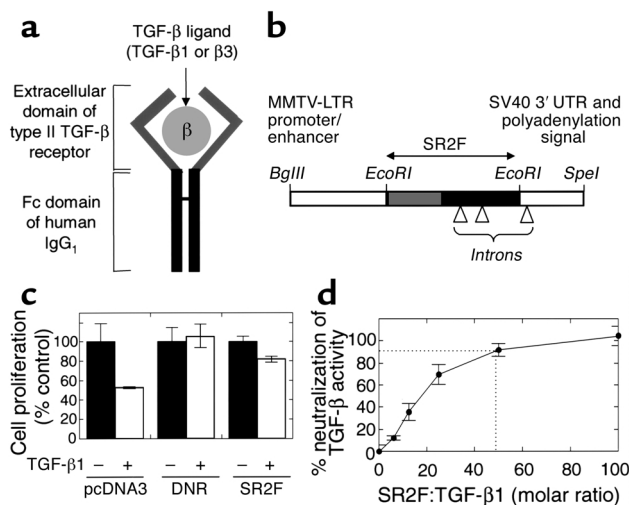 a
TGF-β ligand
(TGF-β1 or β3)
Extracellular
domain of
type II TGF-β
receptor
β
Fc domain
of human
IgG1
b
MMTV-LTR
promoter/
enhancer
SV40 3′ UTR and
polyadenylation
signal
SR2F
BglII EcoRI EcoRI SpeI
Introns
c
Cell proliferation
(% control)
100
80
60
40
20
0
TGF-β1 – + – + – +
pcDNA3 DNR SR2F
d
% neutralization of
TGF-β activity
100
80
60
40
20
0
0 20 40 60 80 100
SR2F:TGF-β1 (molar ratio)